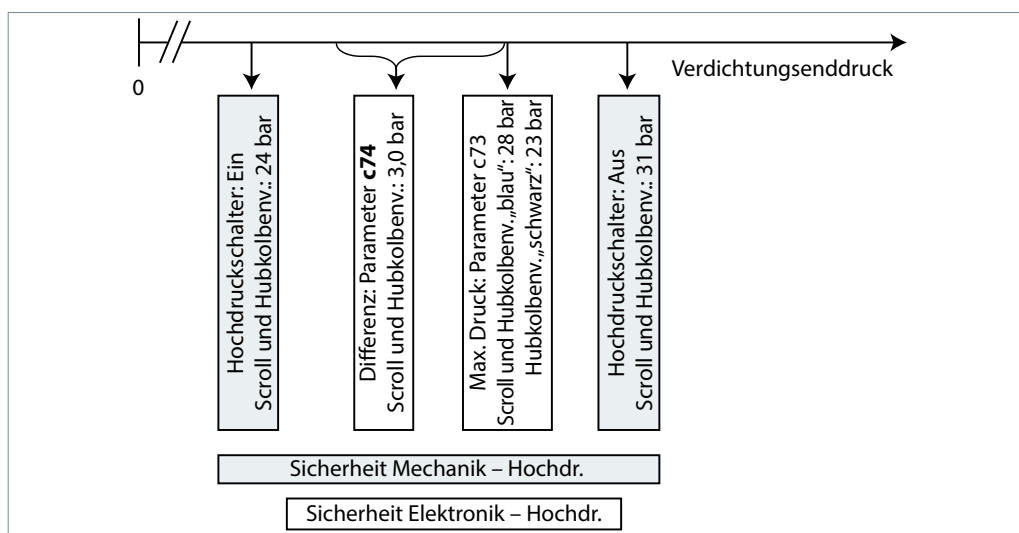 0
Verdichtungsenddruck
Hochdruckschalter: Ein
Scroll und Hubkolbenv.: 24 bar
Differenz: Parameter c74
Scroll und Hubkolbenv.: 3,0 bar
Max. Druck: Parameter c73
Scroll und Hubkolbenv.„blau“: 28 bar
Hubkolbenv.„schwarz“: 23 bar
Hochdruckschalter: Aus
Scroll und Hubkolbenv.: 31 bar
Sicherheit Mechanik – Hochdr.
Sicherheit Elektronik – Hochdr.